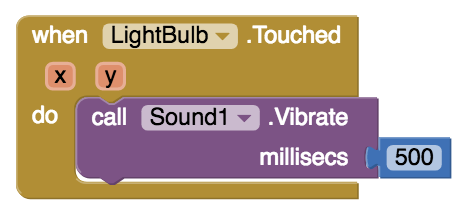 when LightBulb .Touched
x y
do call Sound1 .Vibrate
millisecs 500